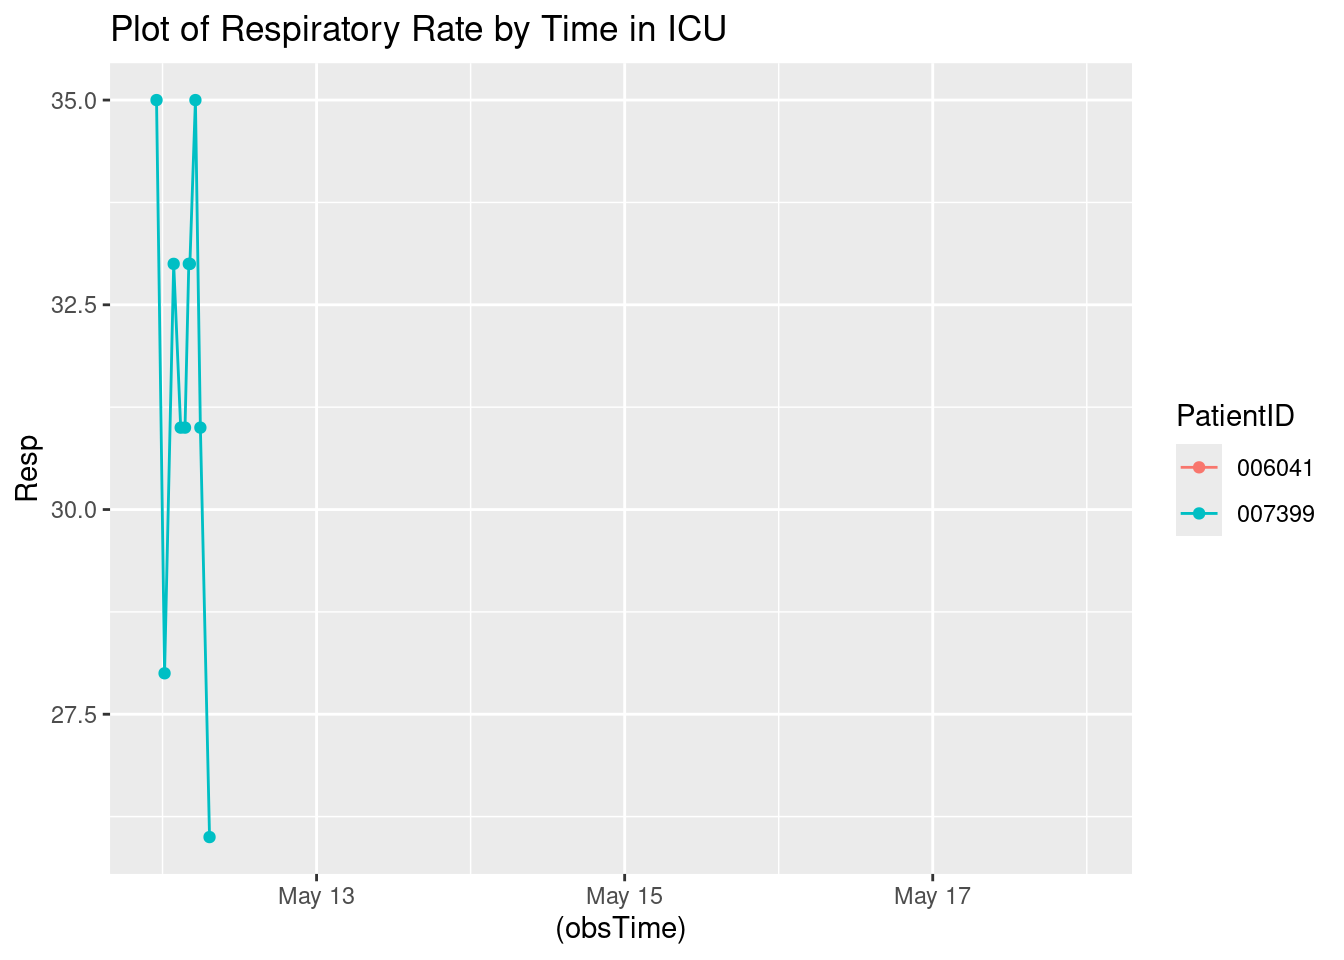 Plot of Respiratory Rate by Time in ICU
35.0
32.5
30.0
27.5
Resp
May 13
May 15
May 17
(obsTime)
PatientID
006041
007399